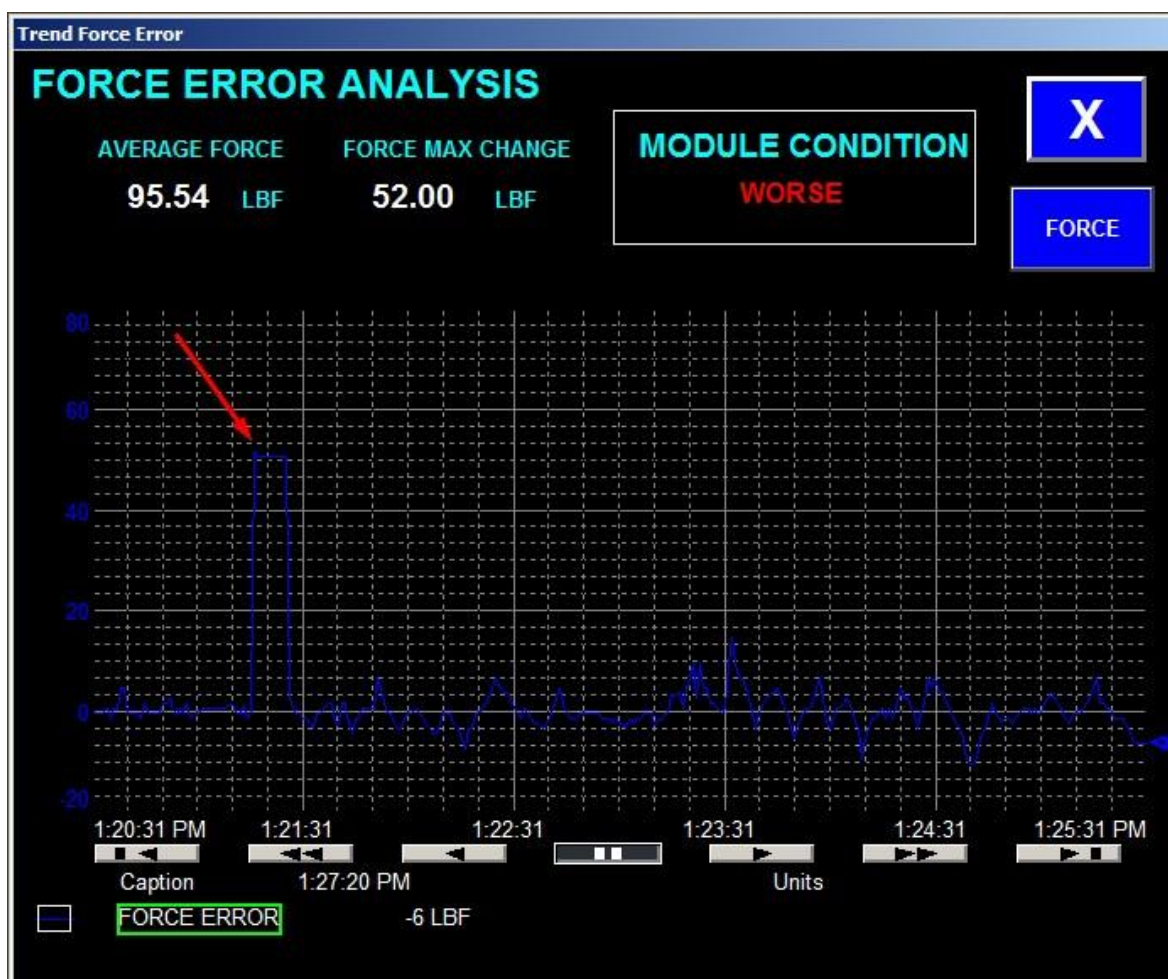 Trend Force Error
FORCE ERROR ANALYSIS
X
AVERAGE FORCE FORCE MAX CHANGE MODULE CONDITION
95.54 LBF 52.00 LBF WORSE
FORCE
80
60
40
20
0
-20
1:20:31 PM 1:21:31 1:22:31 1:23:31 1:24:31 1:25:31 PM
Caption 1:27:20 PM Units
FORCE ERROR -6 LBF